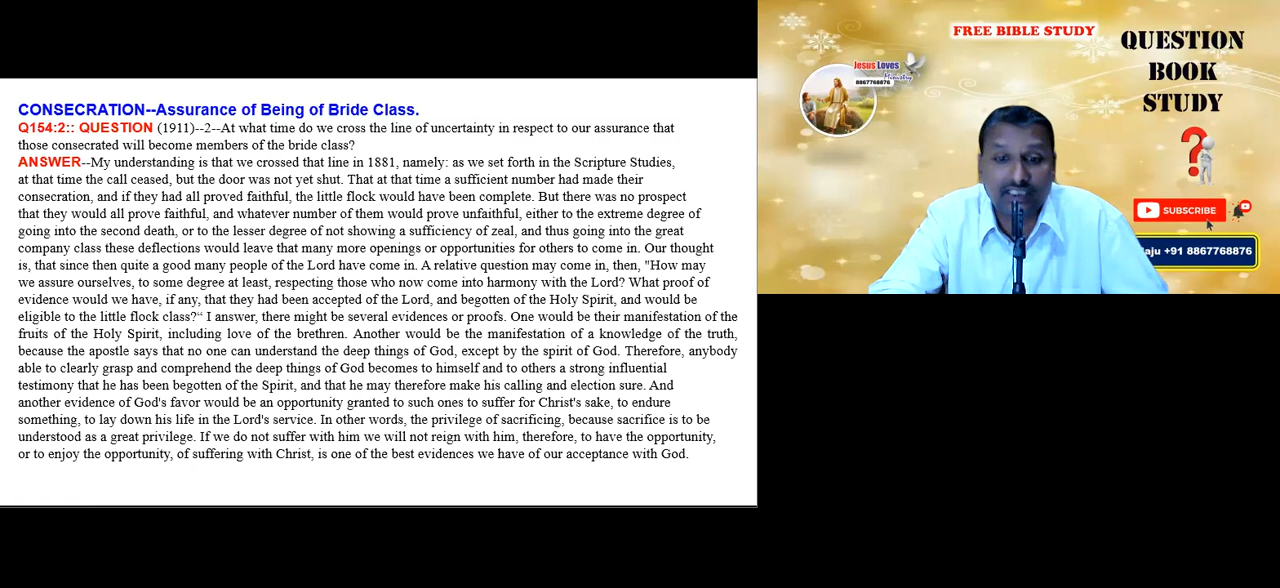 CONSECRATION--Assurance of Being of Bride Class.
Q154:2:: QUESTION (1911)--2--At what time do we cross the line of uncertainty in respect to our assurance that
those consecrated will become members of the bride class?
ANSWER--My understanding is that we crossed that line in 1881, namely: as we set forth in the Scripture Studies,
at that time the call ceased, but the door was not yet shut. That at that time a sufficient number had made their
consecration, and if they had all proved faithful, the little flock would have been complete. But there was no prospect
that they would all prove faithful, and whatever number of them would prove unfaithful, either to the extreme degree of
going into the second death, or to the lesser degree of not showing a sufficiency of zeal, and thus going into the great
company class these deflections would leave that many more openings or opportunities for others to come in. Our thought
is, that since then quite a good many people of the Lord have come in. A relative question may come in, then, "How may
we assure ourselves, to some degree at least, respecting those who now come into harmony with the Lord? What proof of
evidence would we have, if any, that they had been accepted of the Lord, and begotten of the Holy Spirit, and would be
eligible to the little flock class?“ I answer, there might be several evidences or proofs. One would be their manifestation of the
fruits of the Holy Spirit, including love of the brethren. Another would be the manifestation of a knowledge of the truth,
because the apostle says that no one can understand the deep things of God, except by the spirit of God. Therefore, anybody
able to clearly grasp and comprehend the deep things of God becomes to himself and to others a strong influential
testimony that he has been begotten of the Spirit, and that he may therefore make his calling and election sure. And
another evidence of God's favor would be an opportunity granted to such ones to suffer for Christ's sake, to endure
something, to lay down his life in the Lord's service. In other words, the privilege of sacrificing, because sacrifice is to be
understood as a great privilege. If we do not suffer with him we will not reign with him, therefore, to have the opportunity,
or to enjoy the opportunity, of suffering with Christ, is one of the best evidences we have of our acceptance with God.
FREE BIBLE STUDY
Jesus Loves
Ministry
8867768876
QUESTION
BOOK
STUDY
SUBSCRIBE
aju +91 8867768876